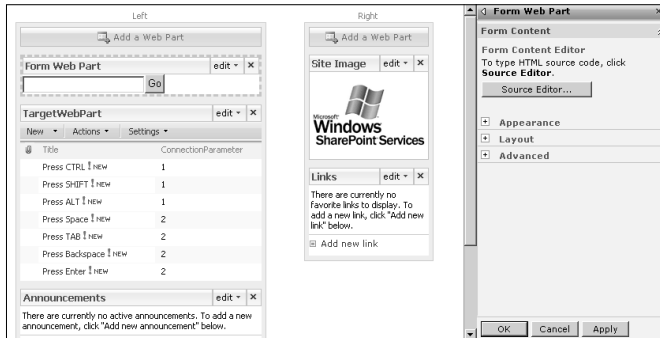 Left
Add a Web Part
Form Web Part edit ×
Go
TargetWebPart edit ×
New Actions Settings
Title ConnectionParameter
Press CTRL ! NEW 1
Press SHIFT ! NEW 1
Press ALT ! NEW 1
Press Space ! NEW 2
Press TAB ! NEW 2
Press Backspace ! NEW 2
Press Enter ! NEW 2
Announcements edit ×
There are currently no active announcements. To add a new
announcement, click "Add new announcement" below.
Right
Add a Web Part
Site Image edit ×
Microsoft
Windows
SharePoint Services
Links edit ×
There are currently no
favorite links to display. To
add a new link, click "Add new
link" below.
Add new link
Form Web Part ×
Form Content
Form Content Editor
To type HTML source code, click
Source Editor.
Source Editor...
+ Appearance
+ Layout
+ Advanced
OK Cancel Apply